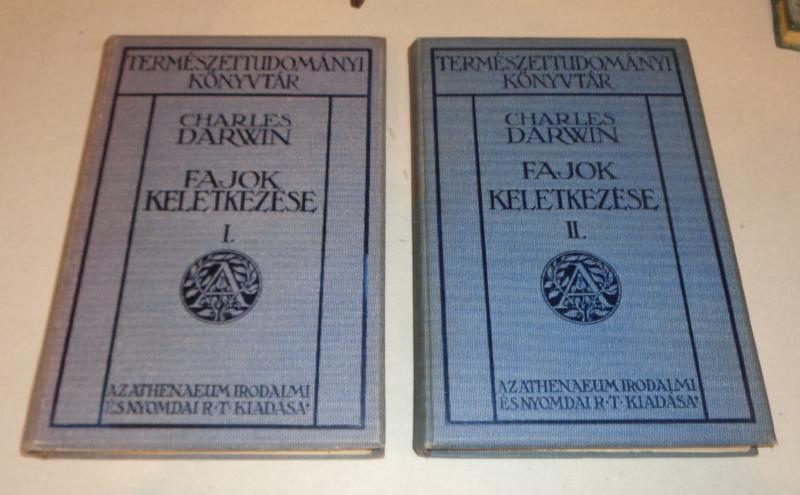 TERMÉSZETTUDOMÁNYI
KÖNYVTÁR
CHARLES
DARWIN
FAJOK
KELETKEZÉSE
I.
A
AZ ATHENAEUM IRODALMI
ÉS NYOMDAI R·T· KIADÁSA
TERMÉSZETTUDOMÁNYI
KÖNYVTÁR
CHARLES
DARWIN
FAJOK
KELETKEZÉSE
II.
A
AZ ATHENAEUM IRODALMI
ÉS NYOMDAI R·T· KIADÁSA